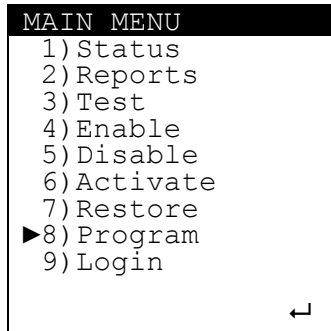 MAIN MENU
1)Status
2)Reports
3)Test
4)Enable
5)Disable
6)Activate
7)Restore
►8)Program
9)Login
↵